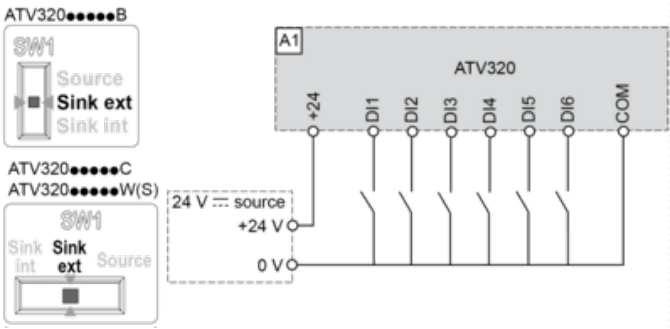 ATV320●●●●●B
SW1
Source
Sink ext
Sink int
ATV320●●●●●C
ATV320●●●●●W(S)
SW1
Sink int
Sink ext
Source
A1
ATV320
+24
DI1
DI2
DI3
DI4
DI5
DI6
COM
24 V ⎓ source
+24 V
0 V